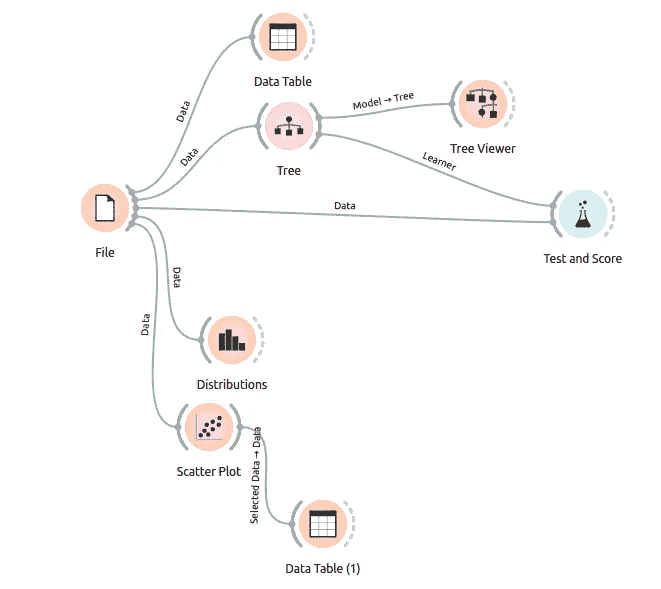 Data Table
Data
Model → Tree
Tree Viewer
Data
Tree
Learner
Data
File
Test and Score
Data
Data
Distributions
Scatter Plot
Selected Data → Data
Data Table (1)